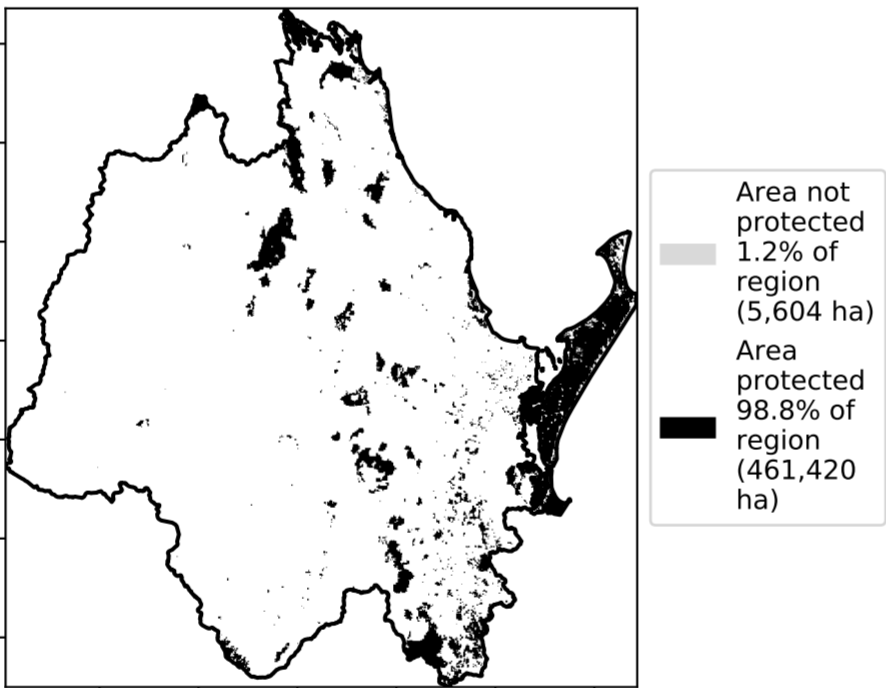 Area not
protected
1.2% of
region
(5,604 ha)
Area
protected
98.8% of
region
(461,420
ha)